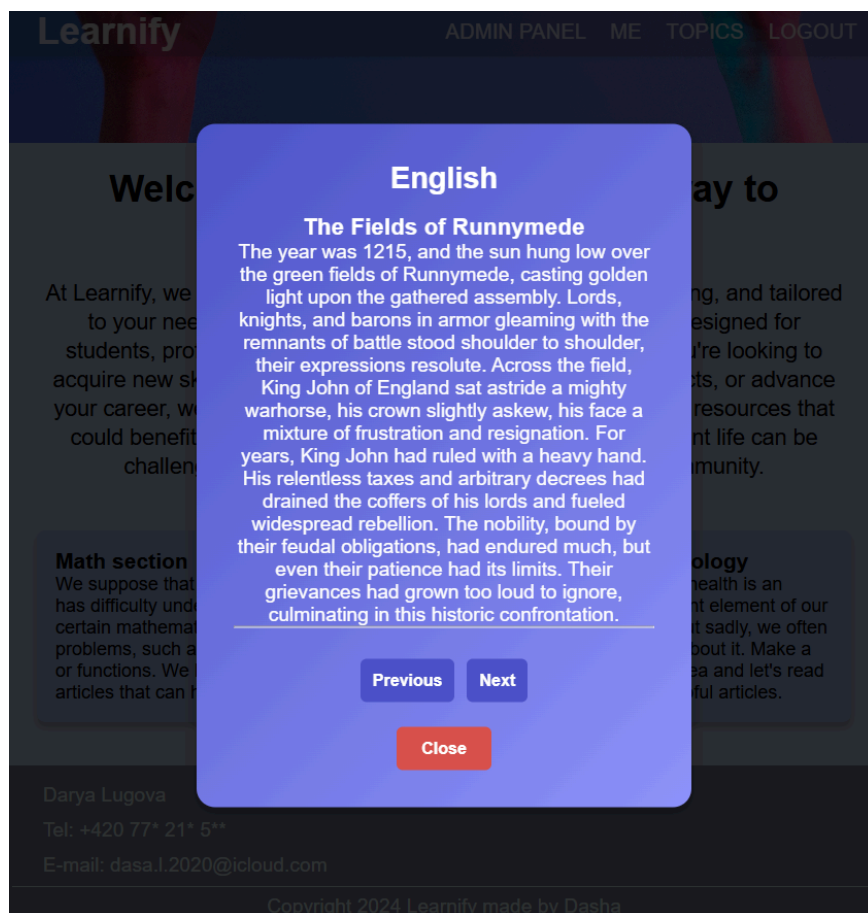 Learnify
ADMIN PANEL ME TOPICS LOGOUT
Welc
ay to
At Learnify, we
ng, and tailored
to your nee
esigned for
students, pro
u're looking to
acquire new sk
cts, or advance
your career, we
resources that
could benefit
nt life can be
challen
mmunity.
English
The Fields of Runnymede
The year was 1215, and the sun hung low over
the green fields of Runnymede, casting golden
light upon the gathered assembly. Lords,
knights, and barons in armor gleaming with the
remnants of battle stood shoulder to shoulder,
their expressions resolute. Across the field,
King John of England sat astride a mighty
warhorse, his crown slightly askew, his face a
mixture of frustration and resignation. For
years, King John had ruled with a heavy hand.
His relentless taxes and arbitrary decrees had
drained the coffers of his lords and fueled
widespread rebellion. The nobility, bound by
their feudal obligations, had endured much, but
even their patience had its limits. Their
grievances had grown too loud to ignore,
culminating in this historic confrontation.
Previous Next
Close
Math section
We suppose that
has difficulty unde
certain mathemat
problems, such a
or functions. We
articles that can h
ology
health is an
nt element of our
t sadly, we often
bout it. Make a
ea and let's read
ful articles.
Darya Lugova
Tel: +420 77* 21* 5**
E-mail: dasa.l.2020@icloud.com
Copyright 2024 Learnify made by Dasha